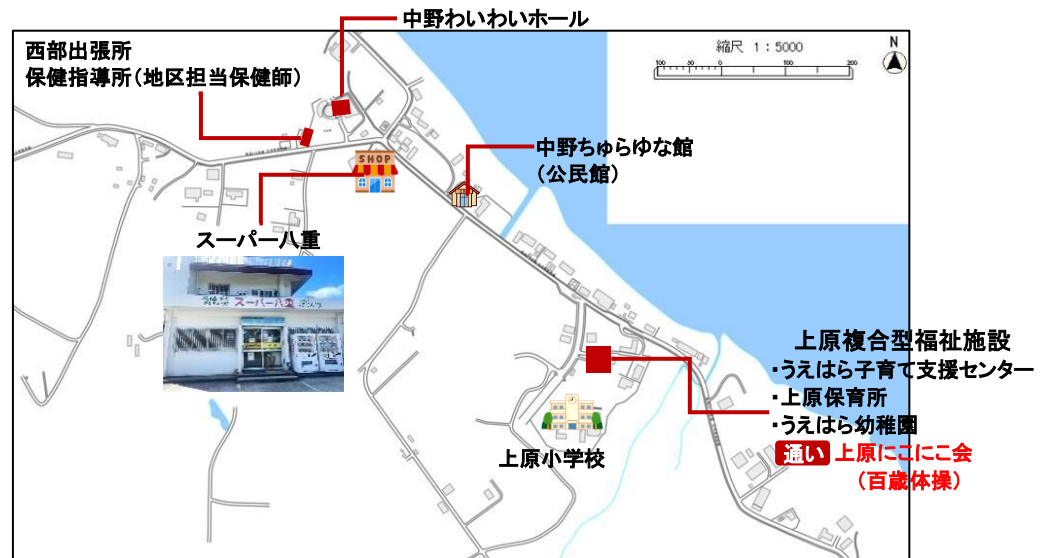 中野わいわいホール
西部出張所
保健指導所(地区担当保健師)
縮尺 1:5000
N
100 50 0 100 200
SHOP
中野ちゅらゆな館
(公民館)
スーパー八重
スーパー八重
上原複合型福祉施設
・うえはら子育て支援センター
・上原保育所
・うえはら幼稚園
通い 上原にこにこ会
(百歳体操)
上原小学校